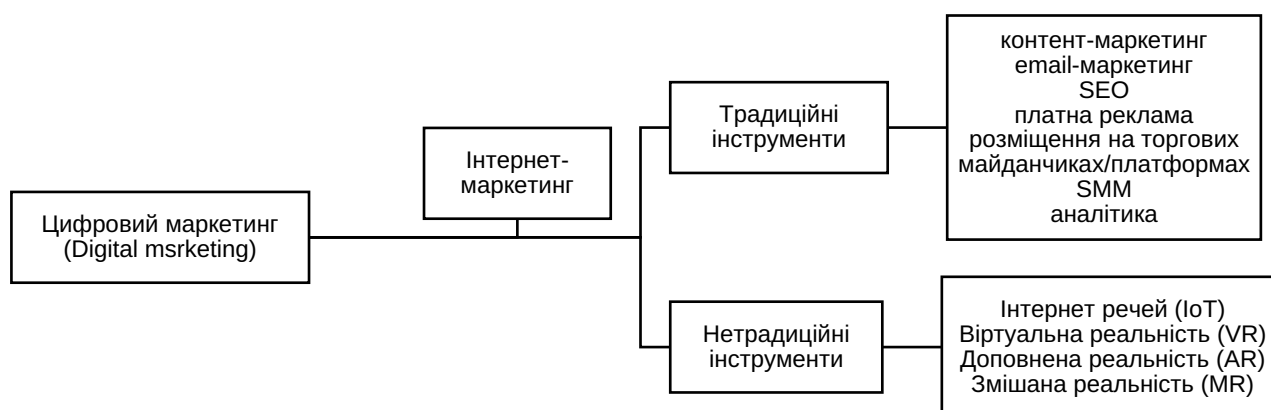 Цифровий маркетинг
(Digital msrketing)
Інтернет-
маркетинг
Традиційні
інструменти
контент-маркетинг
email-маркетинг
SEO
платна реклама
розміщення на торгових
майданчиках/платформах
SMM
аналітика
Нетрадиційні
інструменти
Інтернет речей (IoT)
Віртуальна реальність (VR)
Доповнена реальність (AR)
Змішана реальність (MR)